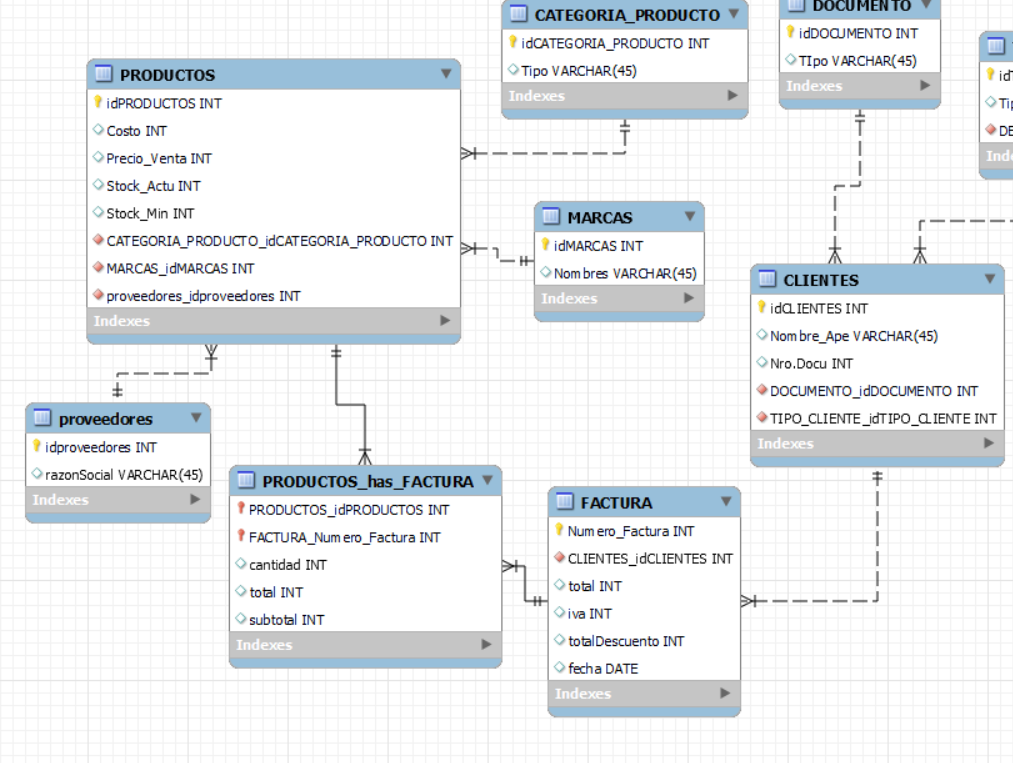 CATEGORIA_PRODUCTO
idCATEGORIA_PRODUCTO INT
Tipo VARCHAR(45)
Indexes
DOCUMENTO
idDOCUMENTO INT
TIpo VARCHAR(45)
Indexes
PRODUCTOS
idPRODUCTOS INT
Costo INT
Precio_Venta INT
Stock_Actu INT
Stock_Min INT
CATEGORIA_PRODUCTO_idCATEGORIA_PRODUCTO INT
MARCAS_idMARCAS INT
proveedores_idproveedores INT
Indexes
MARCAS
idMARCAS INT
Nombres VARCHAR(45)
Indexes
CLIENTES
idCLIENTES INT
Nombre_Ape VARCHAR(45)
Nro.Docu INT
DOCUMENTO_idDOCUMENTO INT
TIPO_CLIENTE_idTIPO_CLIENTE INT
Indexes
proveedores
idproveedores INT
razonSocial VARCHAR(45)
Indexes
PRODUCTOS_has_FACTURA
PRODUCTOS_idPRODUCTOS INT
FACTURA_Numero_Factura INT
cantidad INT
total INT
subtotal INT
Indexes
FACTURA
Numero_Factura INT
CLIENTES_idCLIENTES INT
total INT
iva INT
totalDescuento INT
fecha DATE
Indexes